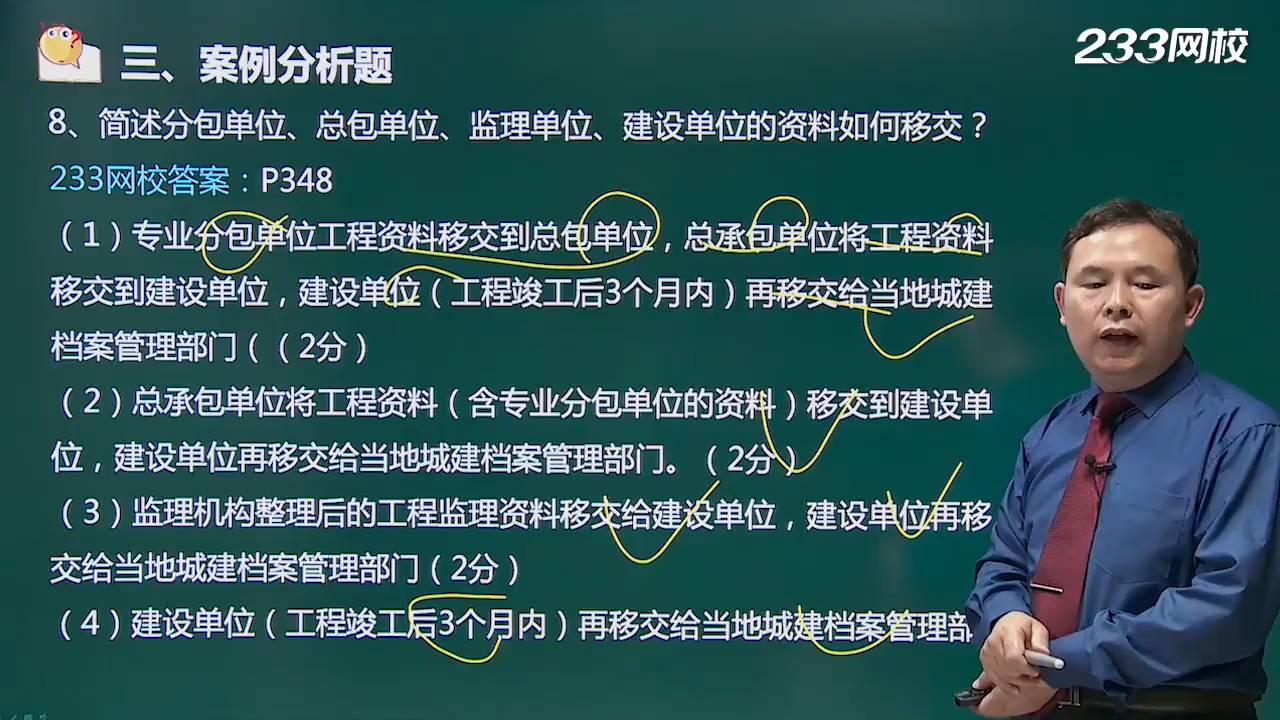 三、案例分析题
233网校
8、简述分包单位、总包单位、监理单位、建设单位的资料如何移交？
233网校答案：P348
（1）专业分包单位工程资料移交到总包单位，总承包单位将工程资料
移交到建设单位，建设单位（工程竣工后3个月内）再移交给当地城建
档案管理部门（（2分）
（2）总承包单位将工程资料（含专业分包单位的资料）移交到建设单
位，建设单位再移交给当地城建档案管理部门。（2分）
（3）监理机构整理后的工程监理资料移交给建设单位，建设单位再移
交给当地城建档案管理部门（2分）
（4）建设单位（工程竣工后3个月内）再移交给当地城建档案管理部